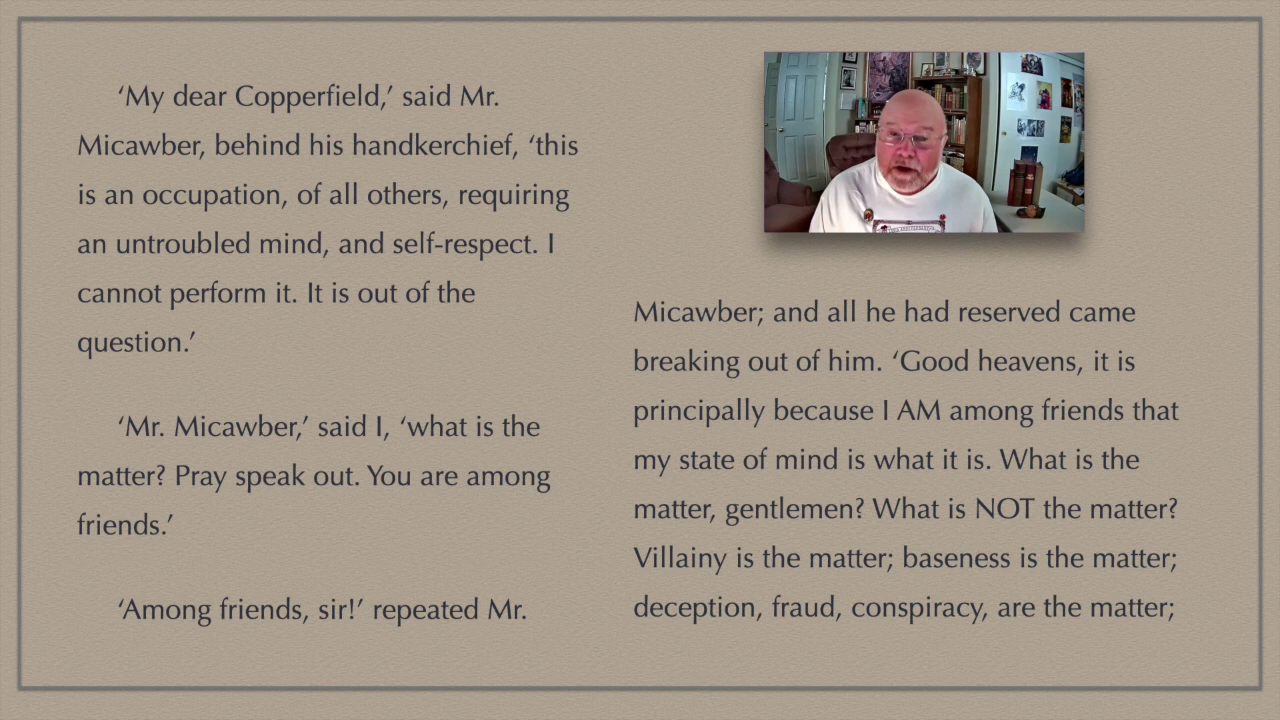 ‘My dear Copperfield,’ said Mr.
Micawber, behind his handkerchief, ‘this
is an occupation, of all others, requiring
an untroubled mind, and self-respect. I
cannot perform it. It is out of the
question.’
‘Mr. Micawber,’ said I, ‘what is the
matter? Pray speak out. You are among
friends.’
‘Among friends, sir!’ repeated Mr.
Micawber; and all he had reserved came
breaking out of him. ‘Good heavens, it is
principally because I AM among friends that
my state of mind is what it is. What is the
matter, gentlemen? What is NOT the matter?
Villainy is the matter; baseness is the matter;
deception, fraud, conspiracy, are the matter;